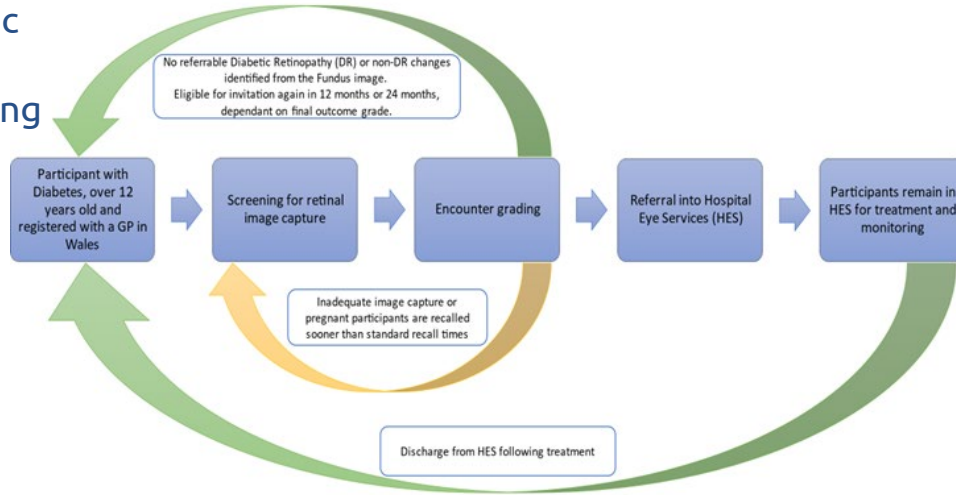 c
ng
No referrable Diabetic Retinopathy (DR) or non-DR changes
identified from the Fundus image.
Eligible for invitation again in 12 months or 24 months,
dependant on final outcome grade.
Participant with
Diabetes, over 12
years old and
registered with a GP in
Wales
Screening for retinal
image capture
Encounter grading
Referral into Hospital
Eye Services (HES)
Participants remain in
HES for treatment and
monitoring
Inadequate image capture or
pregnant participants are recalled
sooner than standard recall times
Discharge from HES following treatment